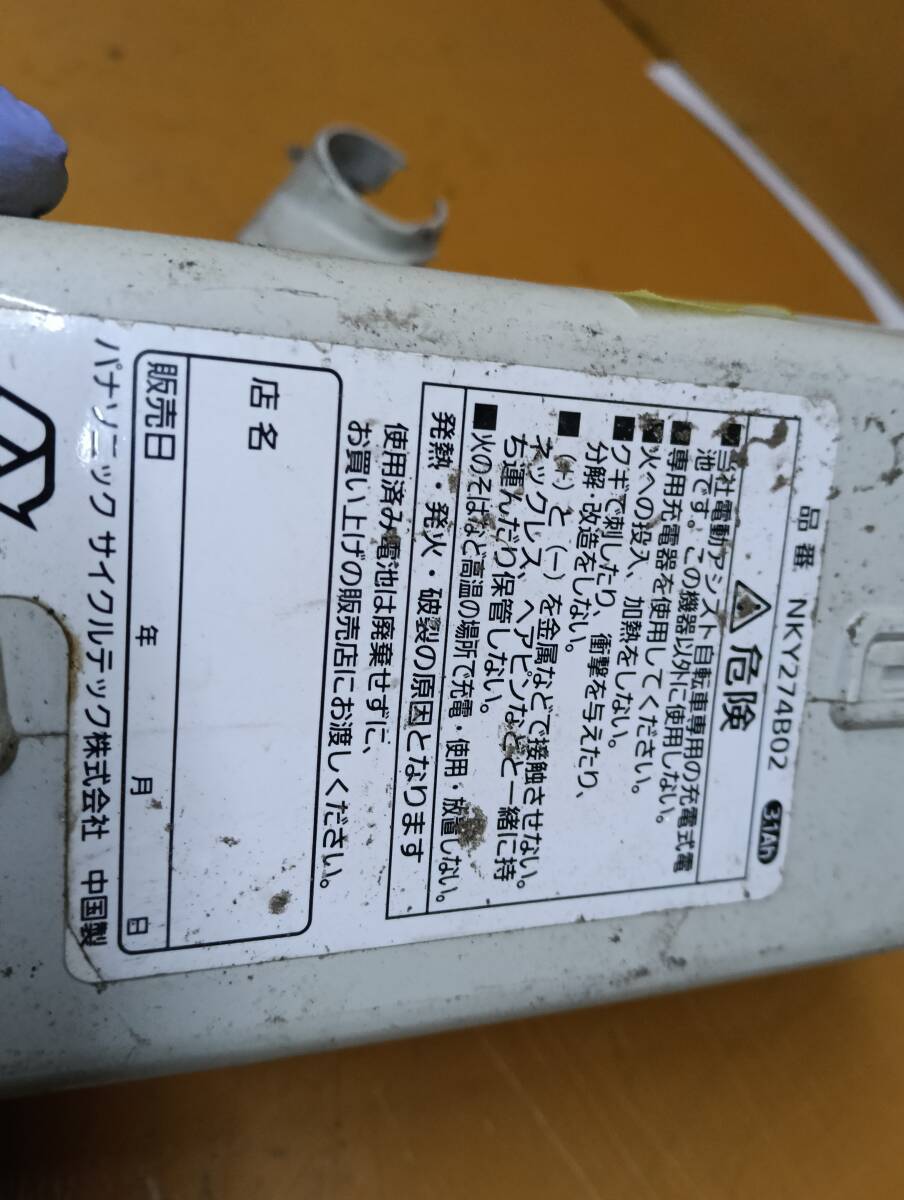 品番 NKY274B02 3.1Ah
危険
■当社電動アシスト自転車専用の充電式電
池です。この機器以外に使用しない。
■専用充電器を使用してください。
■火への投入、加熱をしない。
■クギで刺したり、衝撃を与えたり、
分解・改造をしない。
■(+)と(−)を金属などで接触させない。
ネックレス、ヘアピンなどと一緒に持
ち運んだり保管しない。
■火のそばなど高温の場所で充電・使用・放置しない。
発熱・発火・破裂の原因となります
使用済み電池は廃棄せずに、
お買い上げの販売店にお渡しください。
店名
販売日 年 月 日
パナソニック サイクルテック株式会社 中国製